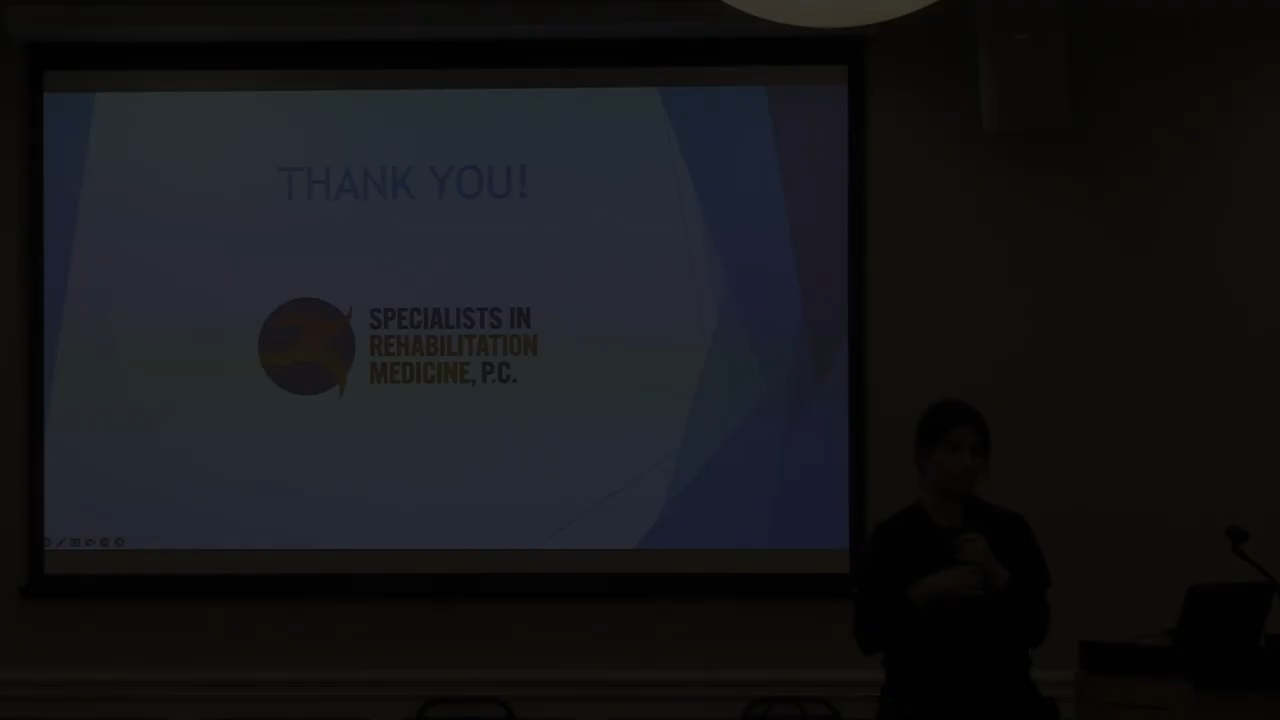 THANK YOU!
SPECIALISTS IN
REHABILITATION
MEDICINE, P.C.